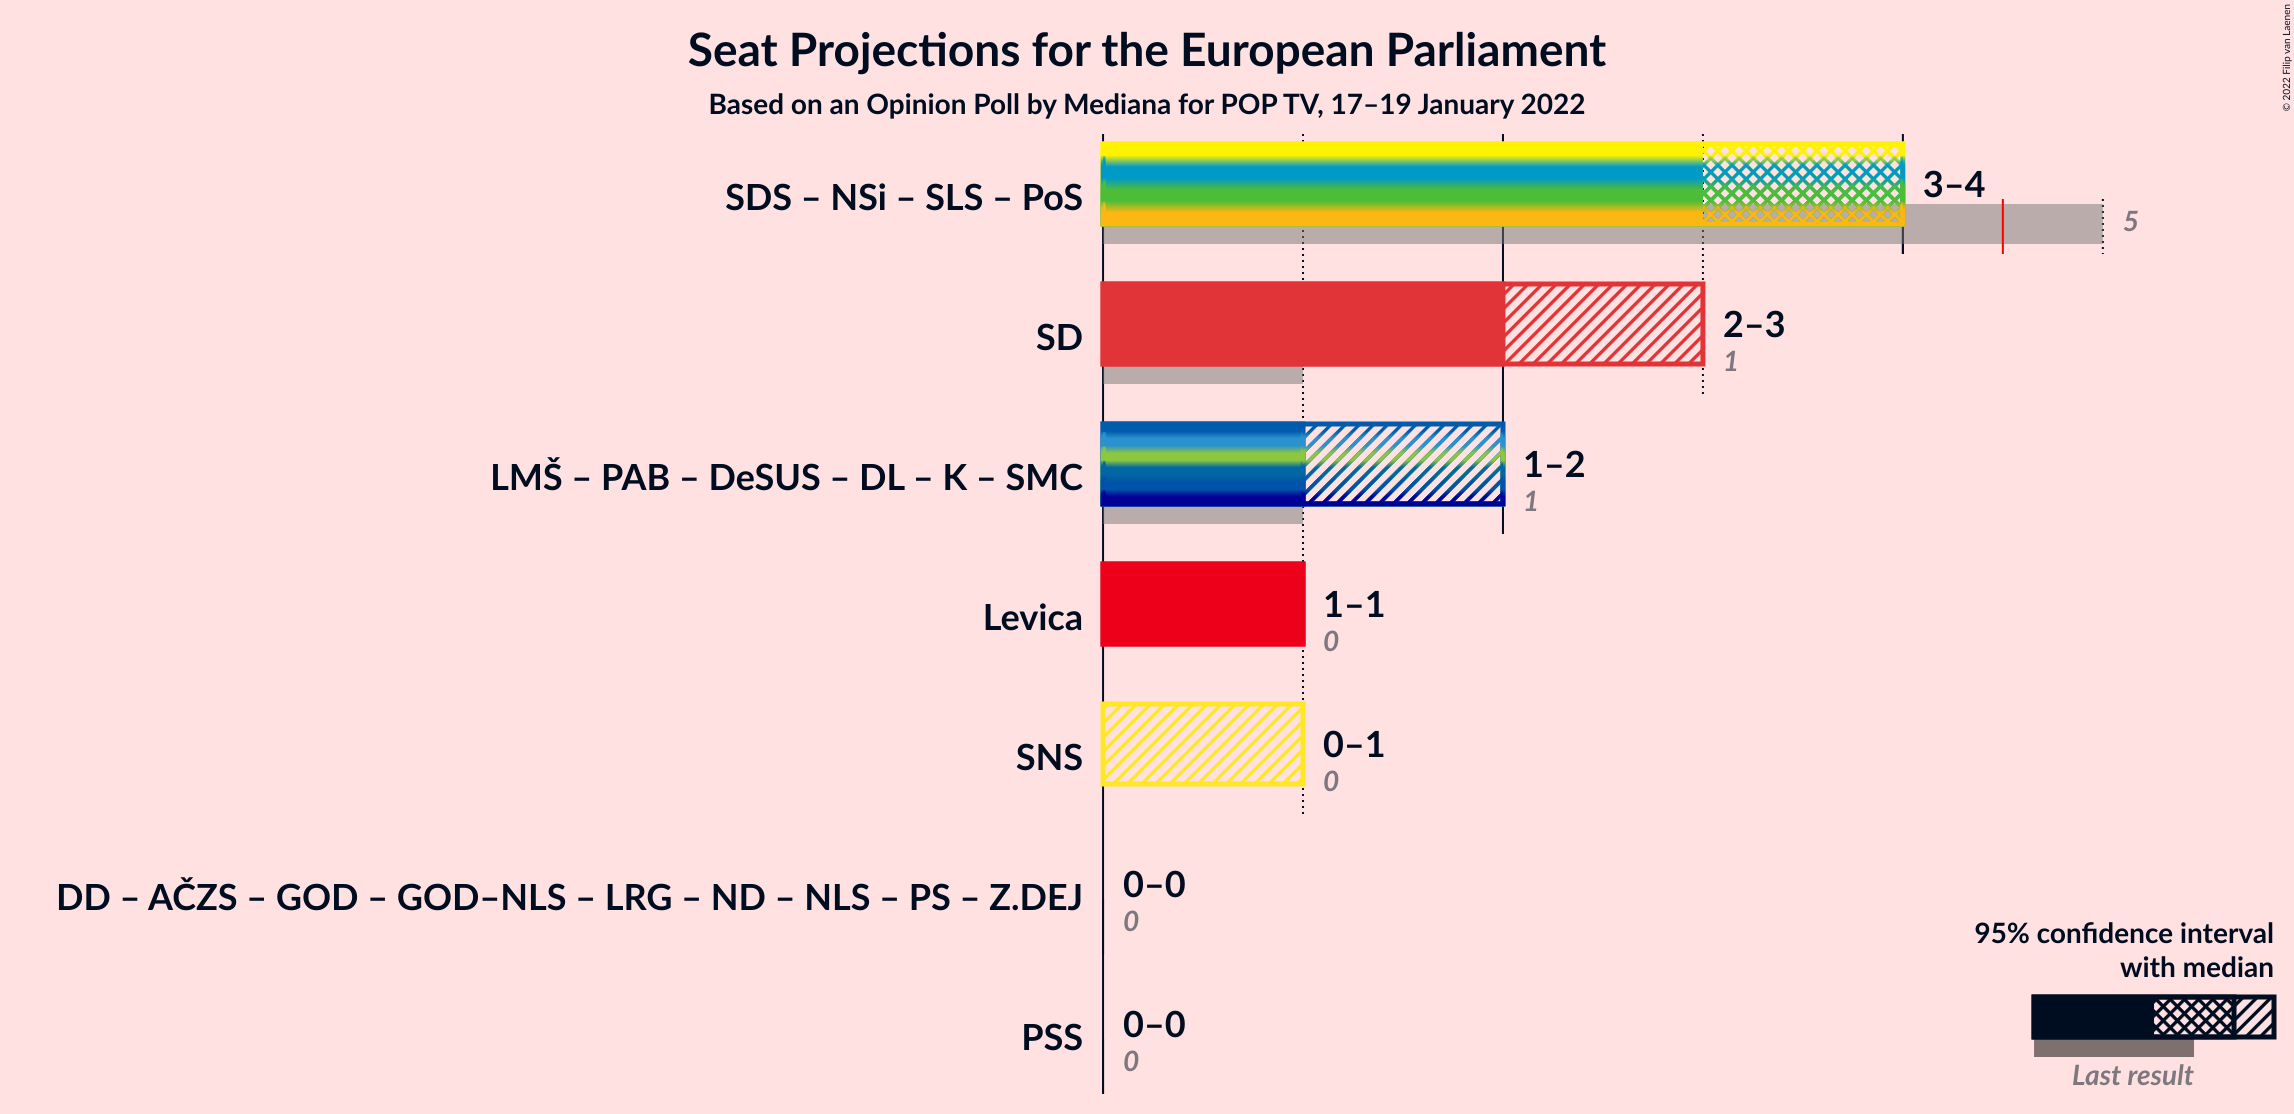 Seat Projections for the European Parliament
Based on an Opinion Poll by Mediana for POP TV, 17–19 January 2022
© 2022 Filip van Laenen
SDS – NSi – SLS – PoS
3–4
5
SD
2–3
1
LMŠ – PAB – DeSUS – DL – K – SMC
1–2
1
Levica
1–1
0
SNS
0–1
0
DD – AČZS – GOD – GOD–NLS – LRG – ND – NLS – PS – Z.DEJ
0–0
0
PSS
0–0
0
95% confidence interval
with median
Last result